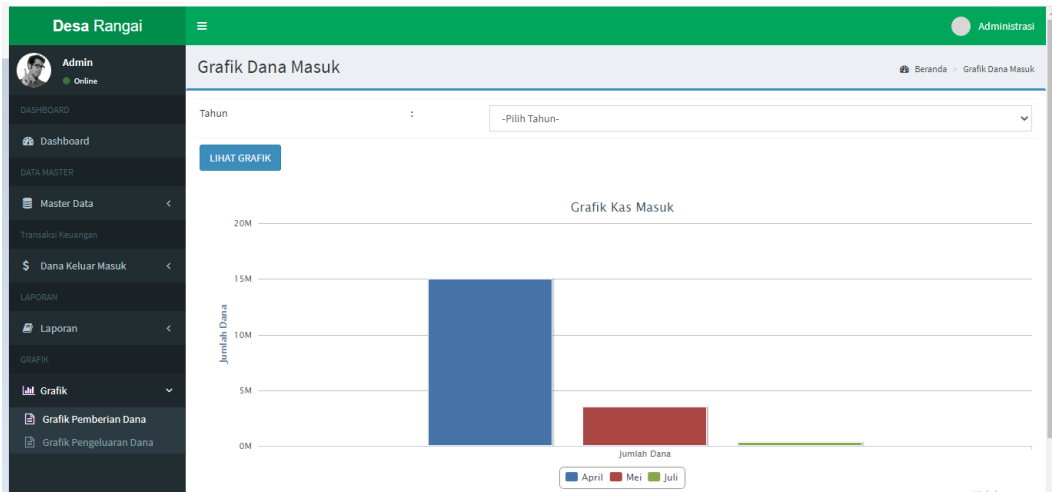 Desa Rangai
Administrasi
Admin
Online
Grafik Dana Masuk
Beranda > Grafik Dana Masuk
DASHBOARD
Dashboard
DATA MASTER
Master Data
Transaksi Keuangan
$ Dana Keluar Masuk
LAPORAN
Laporan
GRAFIK
Grafik
Grafik Pemberian Dana
Grafik Pengeluaran Dana
Tahun :
-Pilih Tahun-
LIHAT GRAFIK
Grafik Kas Masuk
Jumlah Dana
20M
15M
10M
5M
0M
Jumlah Dana
April Mei Juli